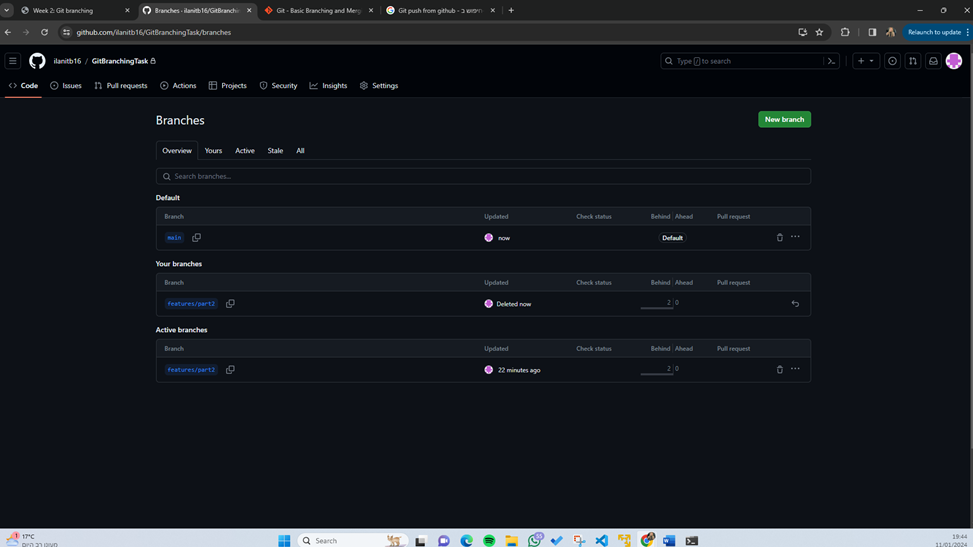 Week 2: Git branching
Branches - ilanitb16/GitBranchin
Git - Basic Branching and Merg
Git push from github - חיפוש ב
github.com/ilanitb16/GitBranchingTask/branches
Relaunch to update
ilanitb16 / GitBranchingTask
Type / to search
Code Issues Pull requests Actions Projects Security Insights Settings
Branches
New branch
Overview Yours Active Stale All
Search branches...
Default
Branch Updated Check status Behind Ahead Pull request
main now Default
Your branches
Branch Updated Check status Behind Ahead Pull request
features/part2 Deleted now 2 0
Active branches
Branch Updated Check status Behind Ahead Pull request
features/part2 22 minutes ago 2 0
1
17°C
מעונן רב היום
Search
19:44
11/01/2024